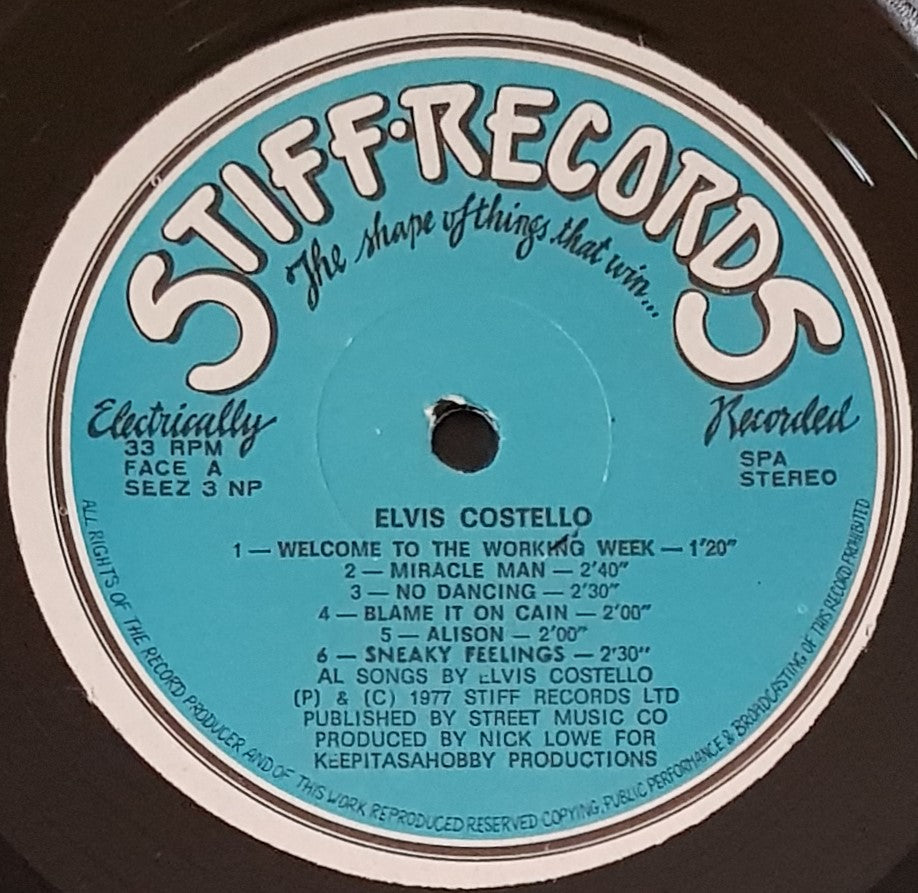 STIFF·RECORDS
The shape of things that win...
Electrically
33 RPM
FACE A
SEEZ 3 NP
Recorded
SPA
STEREO
ELVIS COSTELLO
1 — WELCOME TO THE WORKING WEEK — 1'20"
2 — MIRACLE MAN — 2'40"
3 — NO DANCING — 2'30"
4 — BLAME IT ON CAIN — 2'00"
5 — ALISON — 2'00"
6 — SNEAKY FEELINGS — 2'30"
AL SONGS BY ELVIS COSTELLO
(P) & (C) 1977 STIFF RECORDS LTD
PUBLISHED BY STREET MUSIC CO
PRODUCED BY NICK LOWE FOR
KEEPITASAHOBBY PRODUCTIONS
ALL RIGHTS OF THE RECORD PRODUCER AND OF THIS WORK REPRODUCED RESERVED COPYING, PUBLIC PERFORMANCE & BROADCASTING OF THIS RECORD PROHIBITED